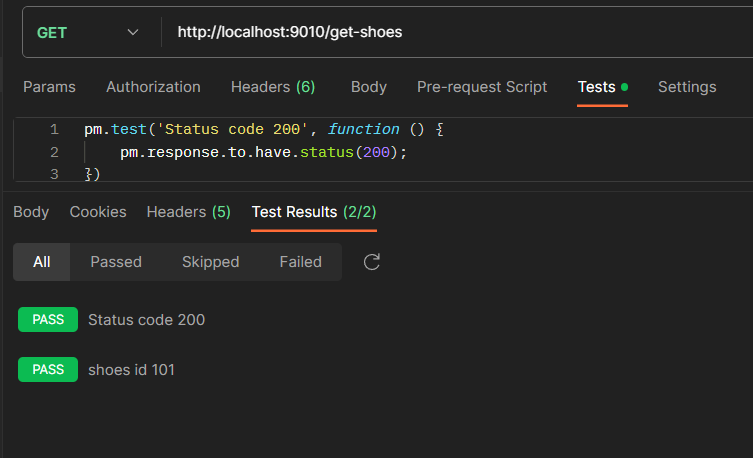 GET http://localhost:9010/get-shoes
Params Authorization Headers (6) Body Pre-request Script Tests Settings
1 pm.test('Status code 200', function () {
2 pm.response.to.have.status(200);
3 })
Body Cookies Headers (5) Test Results (2/2)
All Passed Skipped Failed
PASS Status code 200
PASS shoes id 101